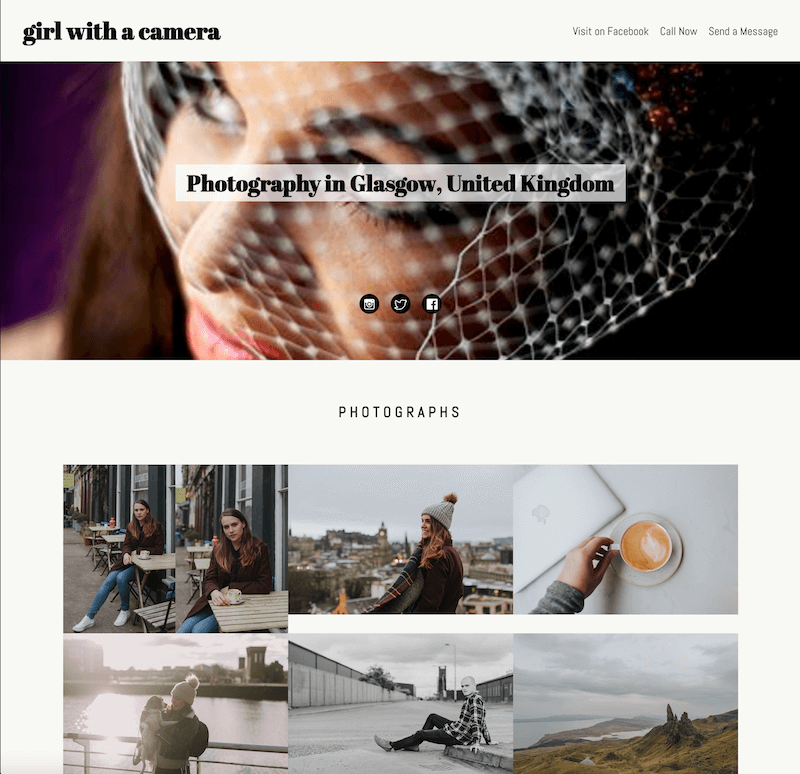 girl with a camera
Visit on Facebook Call Now Send a Message
Photography in Glasgow, United Kingdom
PHOTOGRAPHS